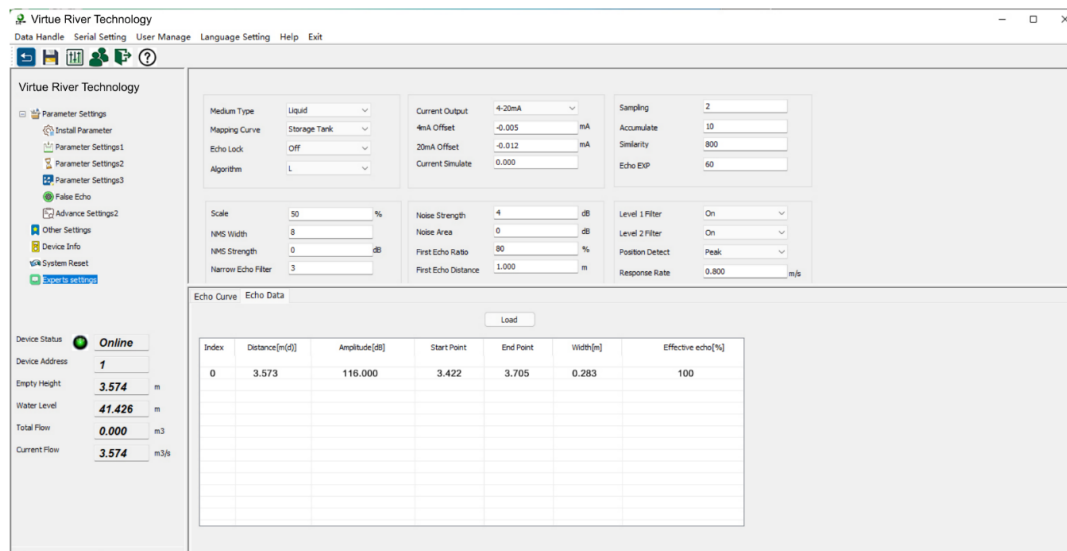 Virtue River Technology
Data Handle Serial Setting User Manage Language Setting Help Exit
Virtue River Technology
Parameter Settings
Install Parameter
Parameter Settings1
Parameter Settings2
Parameter Settings3
False Echo
Advance Settings2
Other Settings
Device Info
System Reset
Experts settings
Device Status Online
Device Address 1
Empty Height 3.574 m
Water Level 41.426 m
Total Flow 0.000 m3
Current Flow 3.574 m3/s
Medium Type Liquid
Mapping Curve Storage Tank
Echo Lock Off
Algorithm L
Current Output 4-20mA
4mA Offset -0.005 mA
20mA Offset -0.012 mA
Current Simulate 0.000
Sampling 2
Accumulate 10
Similarity 800
Echo EXP 60
Scale 50 %
NMS Width 8
NMS Strength 0 dB
Narrow Echo Filter 3
Noise Strength 4 dB
Noise Area 0 dB
First Echo Ratio 80 %
First Echo Distance 1.000 m
Level 1 Filter On
Level 2 Filter On
Position Detect Peak
Response Rate 0.800 m/s
Echo Curve Echo Data
Load
Index Distance[m(d)] Amplitude[dB] Start Point End Point Width[m] Effective echo[%]
0 3.573 116.000 3.422 3.705 0.283 100